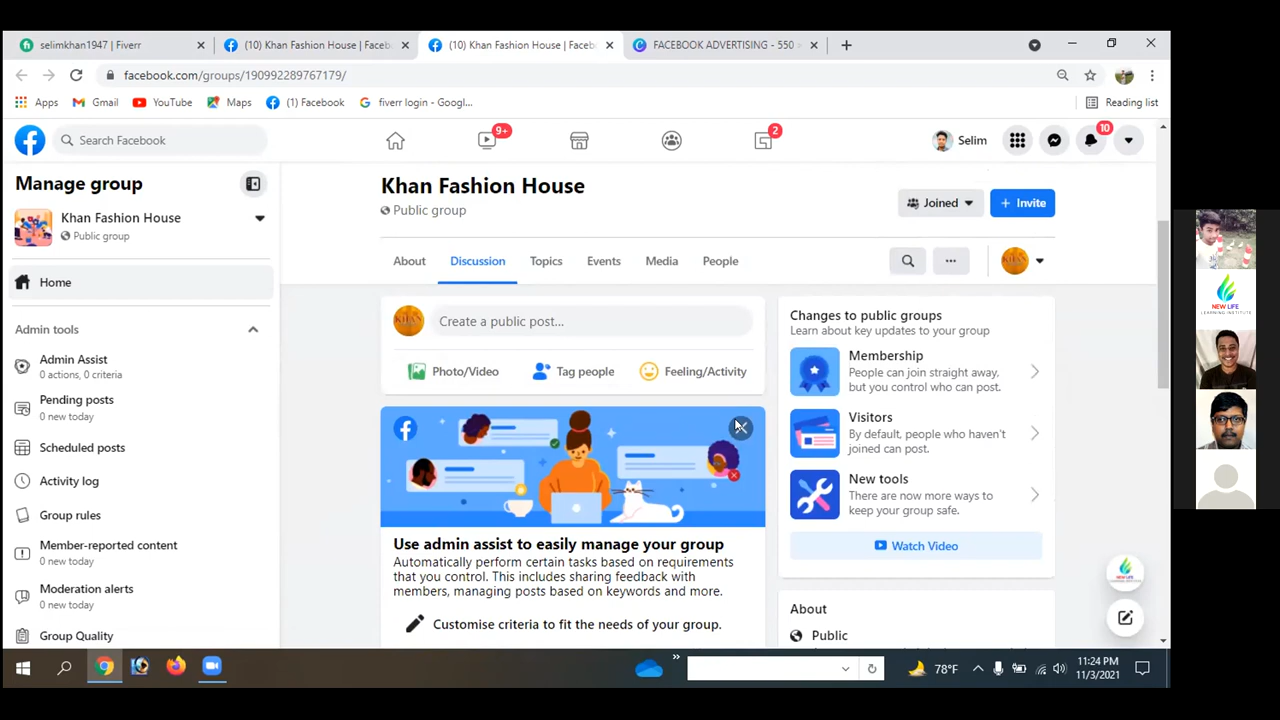 selimkhan1947 | Fiverr
(10) Khan Fashion House | Faceb
(10) Khan Fashion House | Faceb
FACEBOOK ADVERTISING - 550
facebook.com/groups/190992289767179/
Apps
Gmail
YouTube
Maps
(1) Facebook
fiverr login - Googl...
Reading list
Search Facebook
9+
2
Selim
10
Manage group
Khan Fashion House
Public group
Home
Admin tools
Admin Assist
0 actions, 0 criteria
Pending posts
0 new today
Scheduled posts
Activity log
Group rules
Member-reported content
0 new today
Moderation alerts
0 new today
Group Quality
Khan Fashion House
Public group
Joined
+ Invite
About
Discussion
Topics
Events
Media
People
Create a public post...
Photo/Video
Tag people
Feeling/Activity
Use admin assist to easily manage your group
Automatically perform certain tasks based on requirements
that you control. This includes sharing feedback with
members, managing posts based on keywords and more.
Customise criteria to fit the needs of your group.
Changes to public groups
Learn about key updates to your group
Membership
People can join straight away,
but you control who can post.
Visitors
By default, people who haven't
joined can post.
New tools
There are now more ways to
keep your group safe.
Watch Video
About
Public
NEW LIFE
LEARNING INSTITUTE
78°F
11:24 PM
11/3/2021